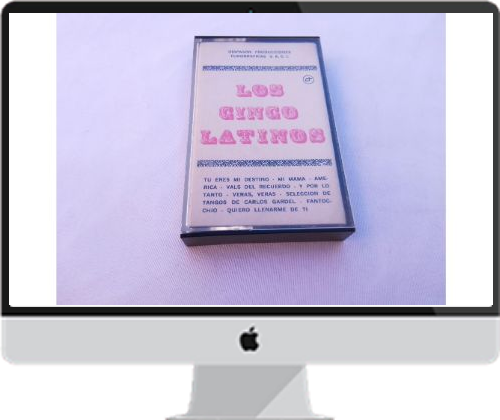 LOS
CINCO
LATINOS
TU ERES MI DESTINO - MI MAMA - AME-
RICA - VALS DEL RECUERDO - Y POR LO
TANTO - VERAS, VERAS - SELECCION DE
TANGOS DE CARLOS GARDEL - FANTO-
CHIO - QUIERO LLENARME DE TI